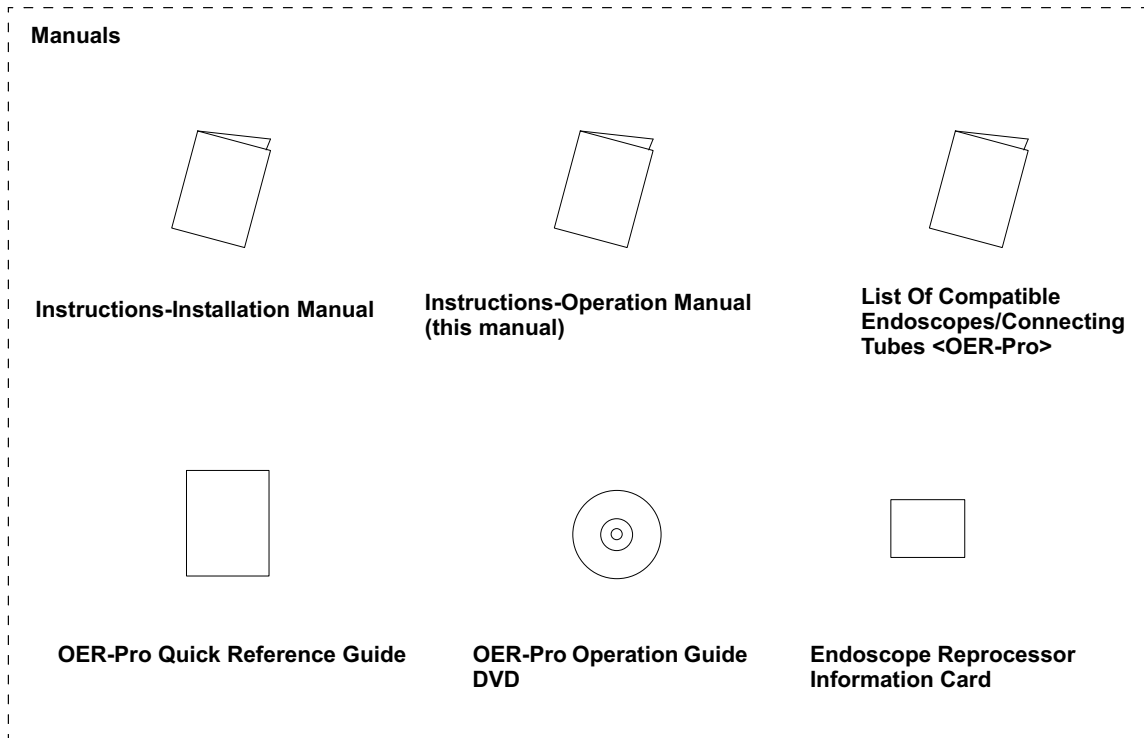 Manuals
Instructions-Installation Manual
Instructions-Operation Manual
(this manual)
List Of Compatible
Endoscopes/Connecting
Tubes <OER-Pro>
OER-Pro Quick Reference Guide
OER-Pro Operation Guide
DVD
Endoscope Reprocessor
Information Card